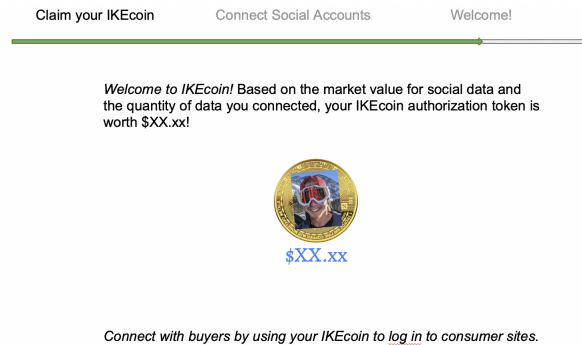 Claim your IKEcoin Connect Social Accounts Welcome!
Welcome to IKEcoin! Based on the market value for social data and
the quantity of data you connected, your IKEcoin authorization token is
worth $XX.xx!
$XX.xx
Connect with buyers by using your IKEcoin to log in to consumer sites.